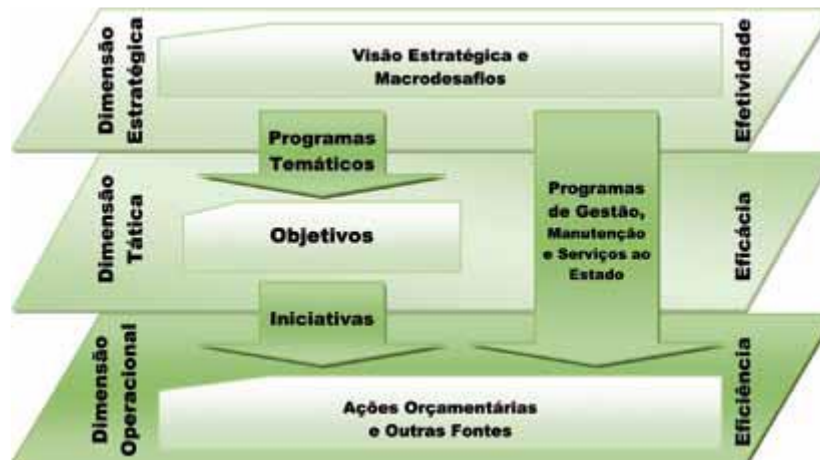 Dimensão
Estratégica
Visão Estratégica e
Macrodesafios
Efetividade
Programas
Temáticos
Dimensão
Tática
Objetivos
Programas
de Gestão,
Manutenção
e Serviços ao
Estado
Eficácia
Iniciativas
Dimensão
Operacional
Ações Orçamentárias
e Outras Fontes
Eficiência